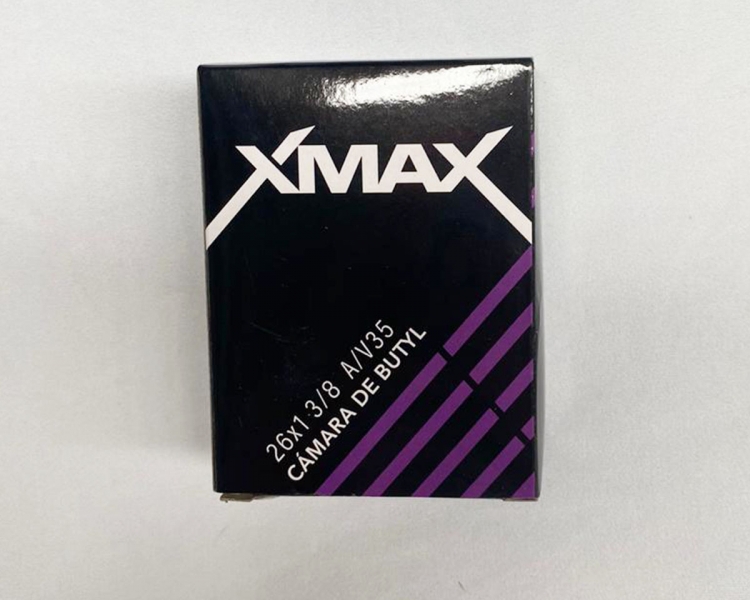 XMAX
26x1 3/8 A/V35
CÁMARA DE BUTYL